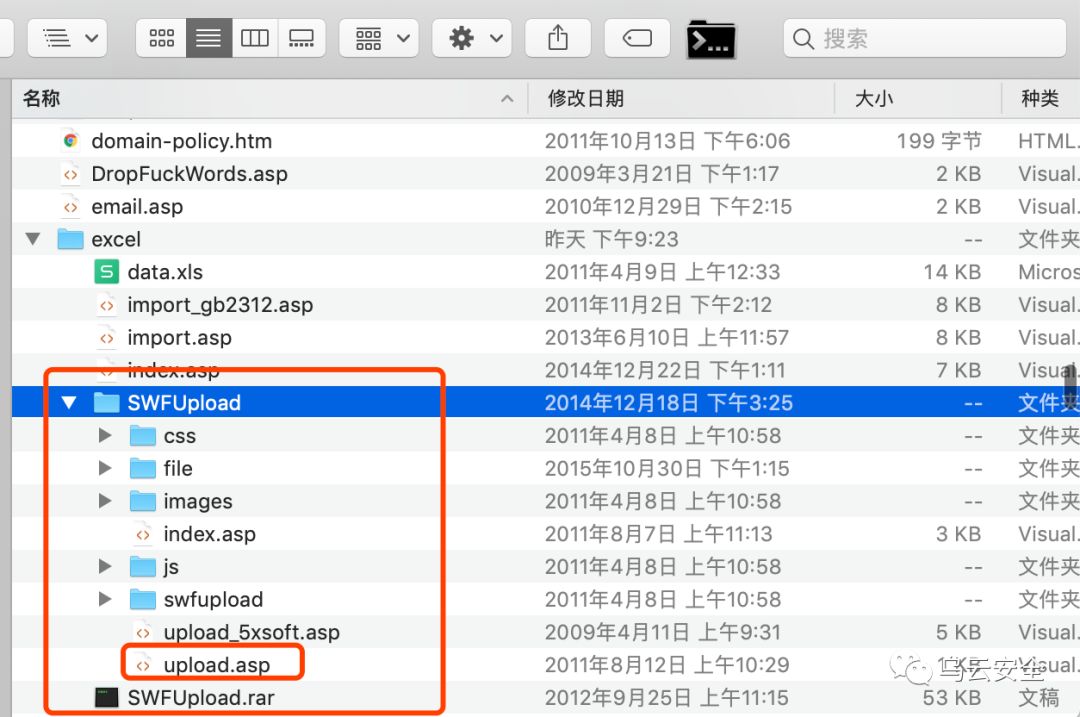 搜索
名称 修改日期 大小 种类
domain-policy.htm 2011年10月13日 下午6:06 199 字节 HTML.
DropFuckWords.asp 2009年3月21日 下午1:17 2 KB Visual.
email.asp 2010年12月29日 下午2:15 2 KB Visual.
excel 昨天 下午9:23 -- 文件夹
data.xls 2011年4月9日 上午12:33 14 KB Micros
import_gb2312.asp 2011年11月2日 下午2:12 8 KB Visual.
import.asp 2013年6月10日 上午11:57 8 KB Visual.
index.asp 2014年12月22日 下午1:11 7 KB Visual.
SWFUpload 2014年12月18日 下午3:25 -- 文件夹
css 2011年4月8日 上午10:58 -- 文件夹
file 2015年10月30日 下午1:15 -- 文件夹
images 2011年4月8日 上午10:58 -- 文件夹
index.asp 2011年8月7日 上午11:13 3 KB Visual.
js 2011年4月8日 上午10:58 -- 文件夹
swfupload 2011年4月8日 上午10:58 -- 文件夹
upload_5xsoft.asp 2009年4月11日 上午9:31 5 KB Visual.
upload.asp 2011年8月12日 上午10:29 1 KB Visual.
乌云安全
SWFUpload.rar 2012年9月25日 上午11:15 53 KB 文稿